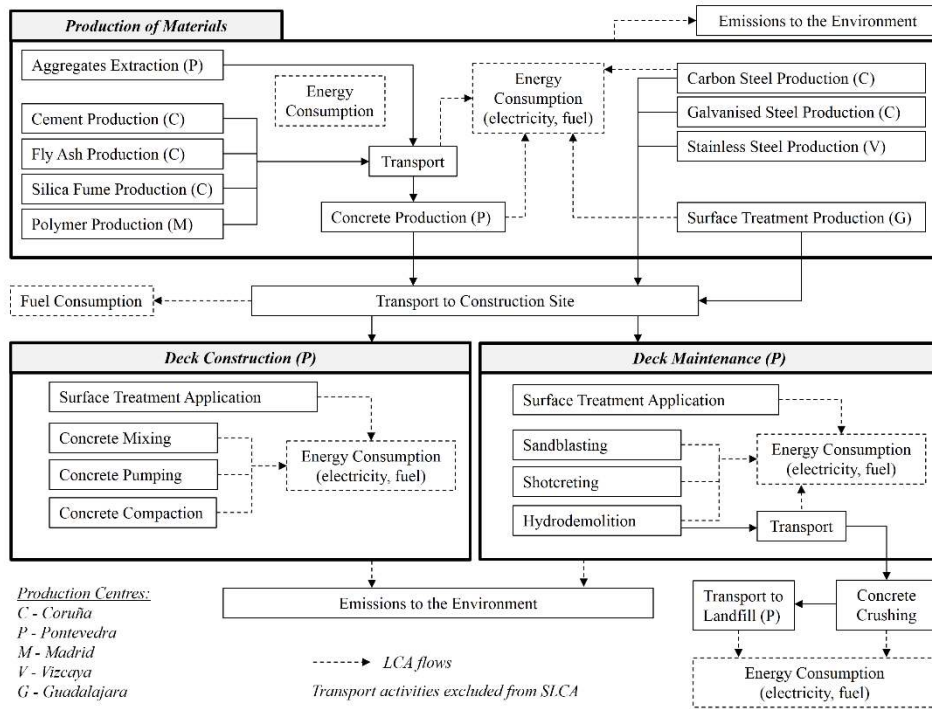 Production of Materials
Emissions to the Environment
Aggregates Extraction (P)
Energy
Consumption
Energy
Consumption
(electricity, fuel)
Carbon Steel Production (C)
Cement Production (C)
Galvanised Steel Production (C)
Fly Ash Production (C)
Transport
Stainless Steel Production (V)
Silica Fume Production (C)
Polymer Production (M)
Concrete Production (P)
Surface Treatment Production (G)
Fuel Consumption
Transport to Construction Site
Deck Construction (P)
Surface Treatment Application
Concrete Mixing
Concrete Pumping
Concrete Compaction
Energy Consumption
(electricity, fuel)
Deck Maintenance (P)
Surface Treatment Application
Sandblasting
Shotcreting
Hydrodemolition
Energy Consumption
(electricity, fuel)
Transport
Emissions to the Environment
Transport to
Landfill (P)
Concrete
Crushing
Energy Consumption
(electricity, fuel)
Production Centres:
C - Coruña
P - Pontevedra
M - Madrid
V - Vizcaya
G - Guadalajara
LCA flows
Transport activities excluded from SLCA